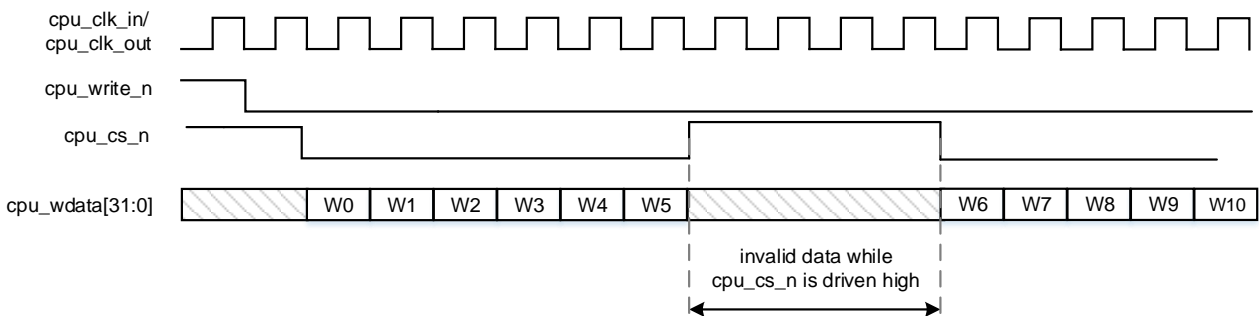 cpu_clk_in/
cpu_clk_out
cpu_write_n
cpu_cs_n
cpu_wdata[31:0] W0 W1 W2 W3 W4 W5 W6 W7 W8 W9 W10
invalid data while
cpu_cs_n is driven high